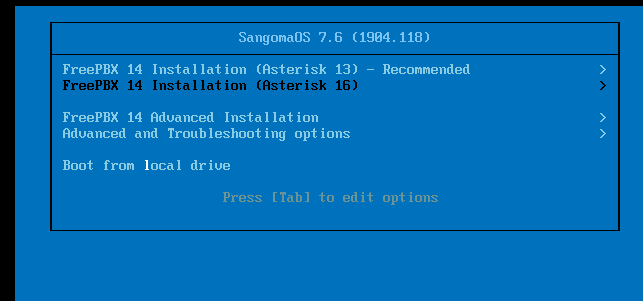 SangomaOS 7.6 (1904.118)
FreePBX 14 Installation (Asterisk 13) - Recommended >
FreePBX 14 Installation (Asterisk 16) >
FreePBX 14 Advanced Installation >
Advanced and Troubleshooting options >
Boot from local drive
Press [Tab] to edit options